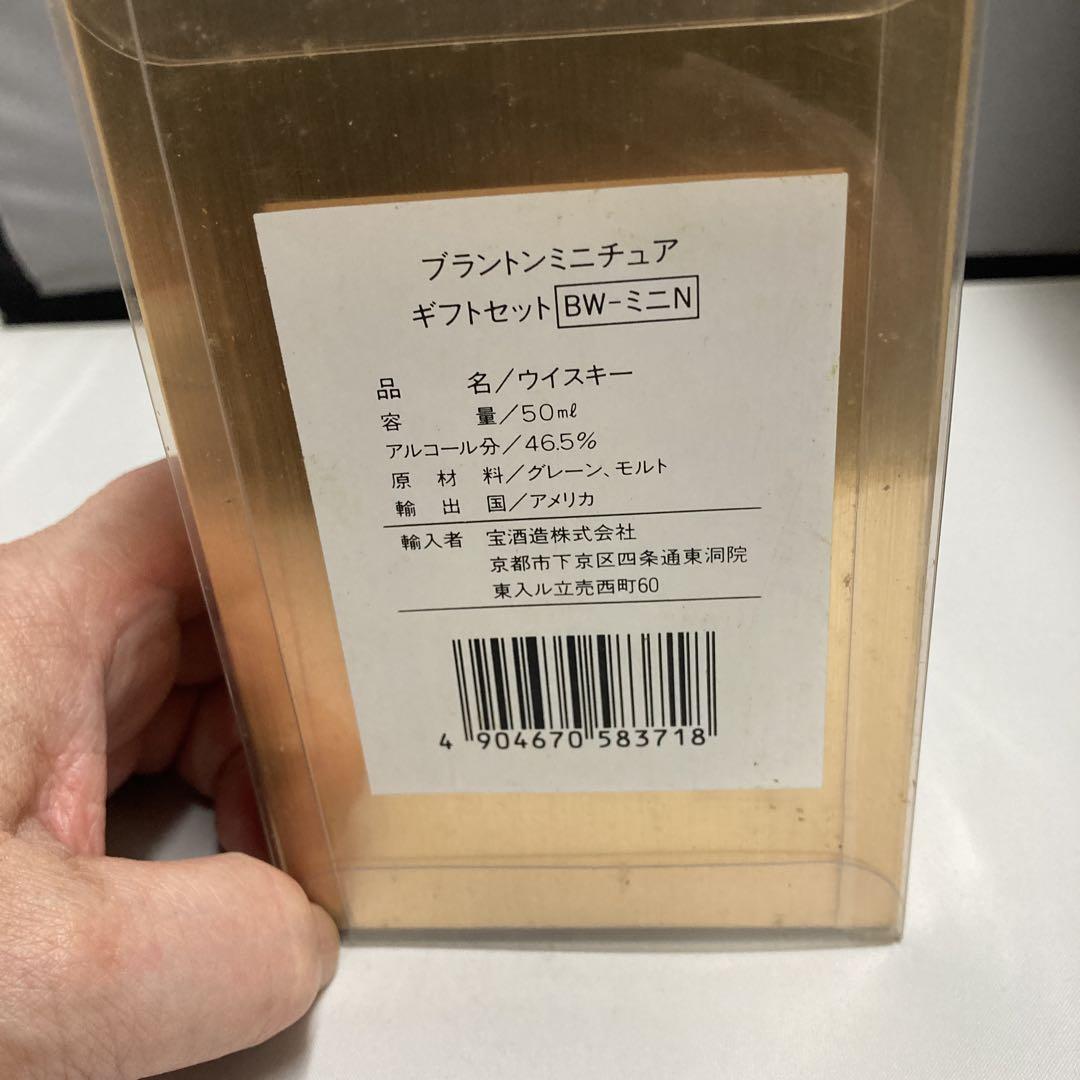 ブラントンミニチュア
ギフトセット BW-ミニN
品名/ウイスキー
容量/50ml
アルコール分/46.5%
原材料/グレーン、モルト
輸出国/アメリカ
輸入者 宝酒造株式会社
京都市下京区四条通東洞院
東入ル立売西町60
4 904670 583718